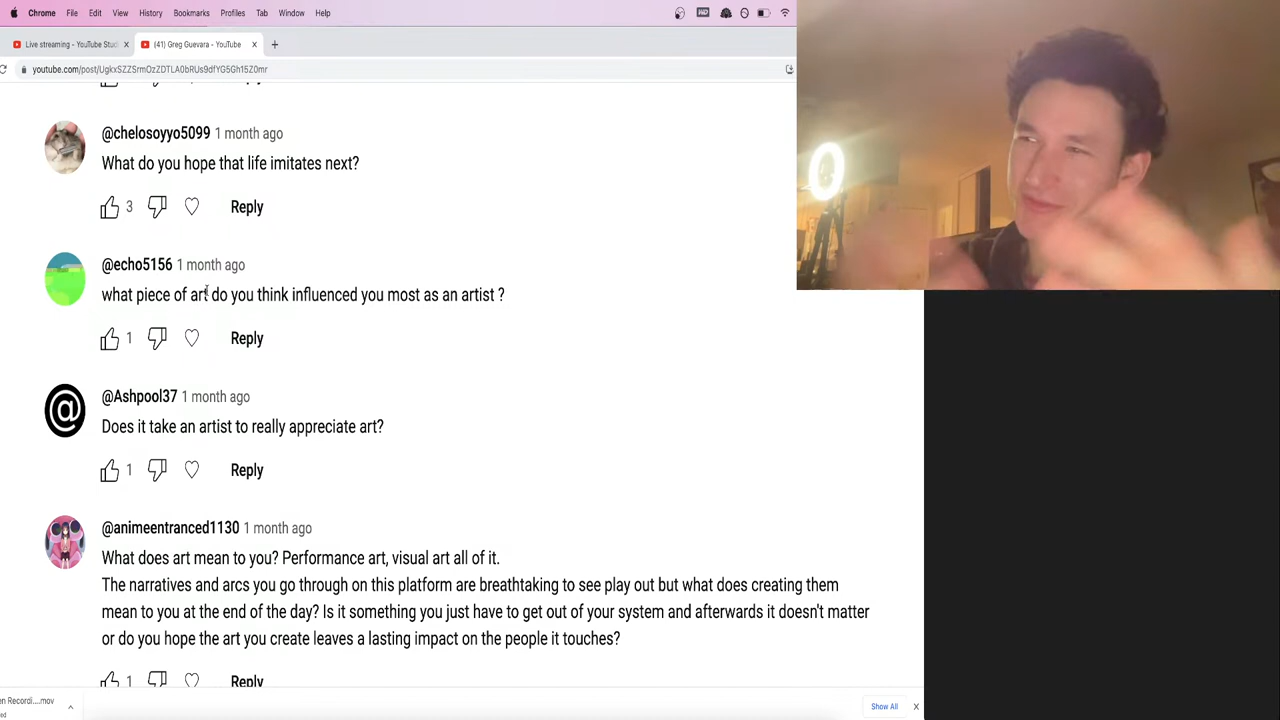 Chrome File Edit View History Bookmarks Profiles Tab Window Help
Live streaming - YouTube Stud
(41) Greg Guevara - YouTube
youtube.com/post/UgkxSZZSrmOzZDTLA0bRUs9dfYG5Gh15Z0mr
@chelosoyyo5099 1 month ago
What do you hope that life imitates next?
3 Reply
@echo5156 1 month ago
what piece of art do you think influenced you most as an artist ?
1 Reply
@Ashpool37 1 month ago
Does it take an artist to really appreciate art?
1 Reply
@animeentranced1130 1 month ago
What does art mean to you? Performance art, visual art all of it.
The narratives and arcs you go through on this platform are breathtaking to see play out but what does creating them
mean to you at the end of the day? Is it something you just have to get out of your system and afterwards it doesn't matter
or do you hope the art you create leaves a lasting impact on the people it touches?
1 Reply
en Recordi....mov
Show All